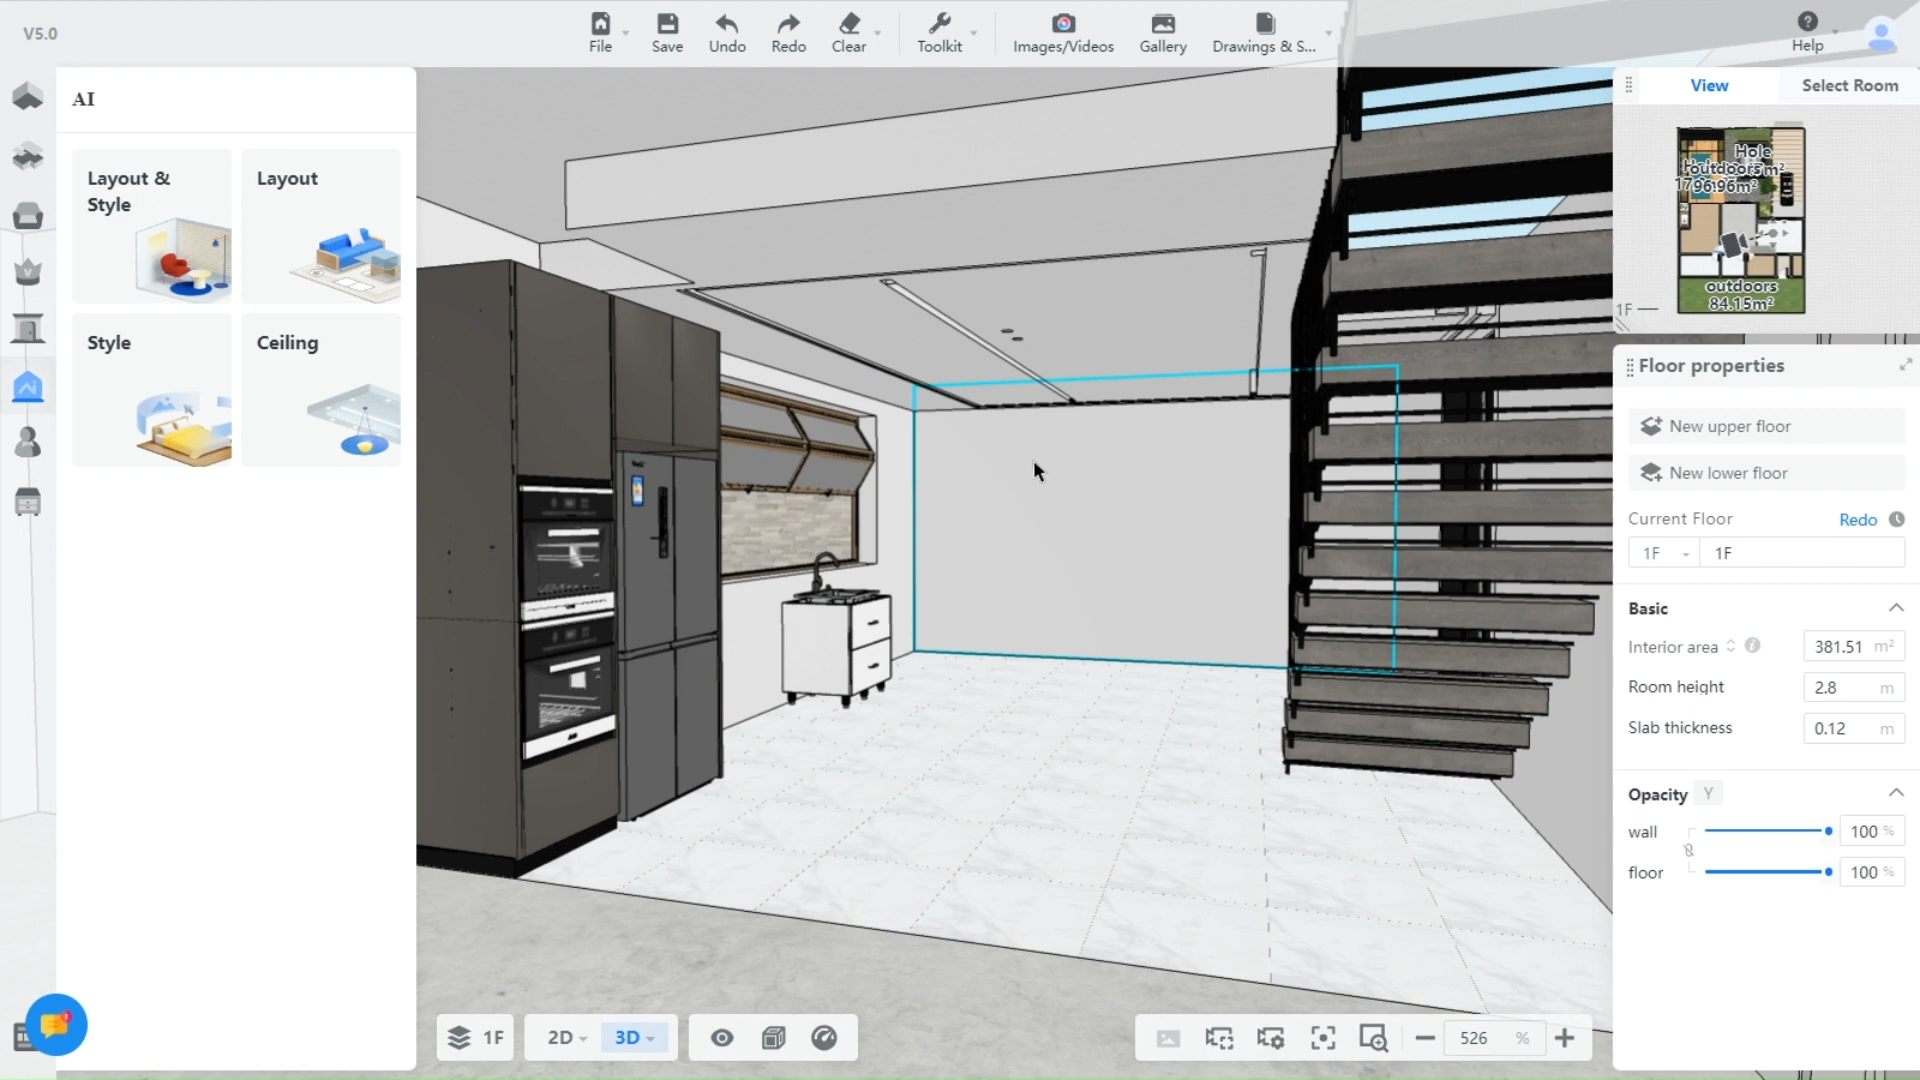 V5.0
File
Save
Undo
Redo
Clear
Toolkit
Images/Videos
Gallery
Drawings & S...
Help
AI
Layout &
Style
Layout
Style
Ceiling
View
Select Room
Hole
outdoors
outdoors
84.15m²
1F
Floor properties
New upper floor
New lower floor
Current Floor
Redo
1F
1F
Basic
Interior area
381.51 m²
Room height
2.8 m
Slab thickness
0.12 m
Opacity Y
wall
100 %
floor
100 %
1F
2D
3D
526 %